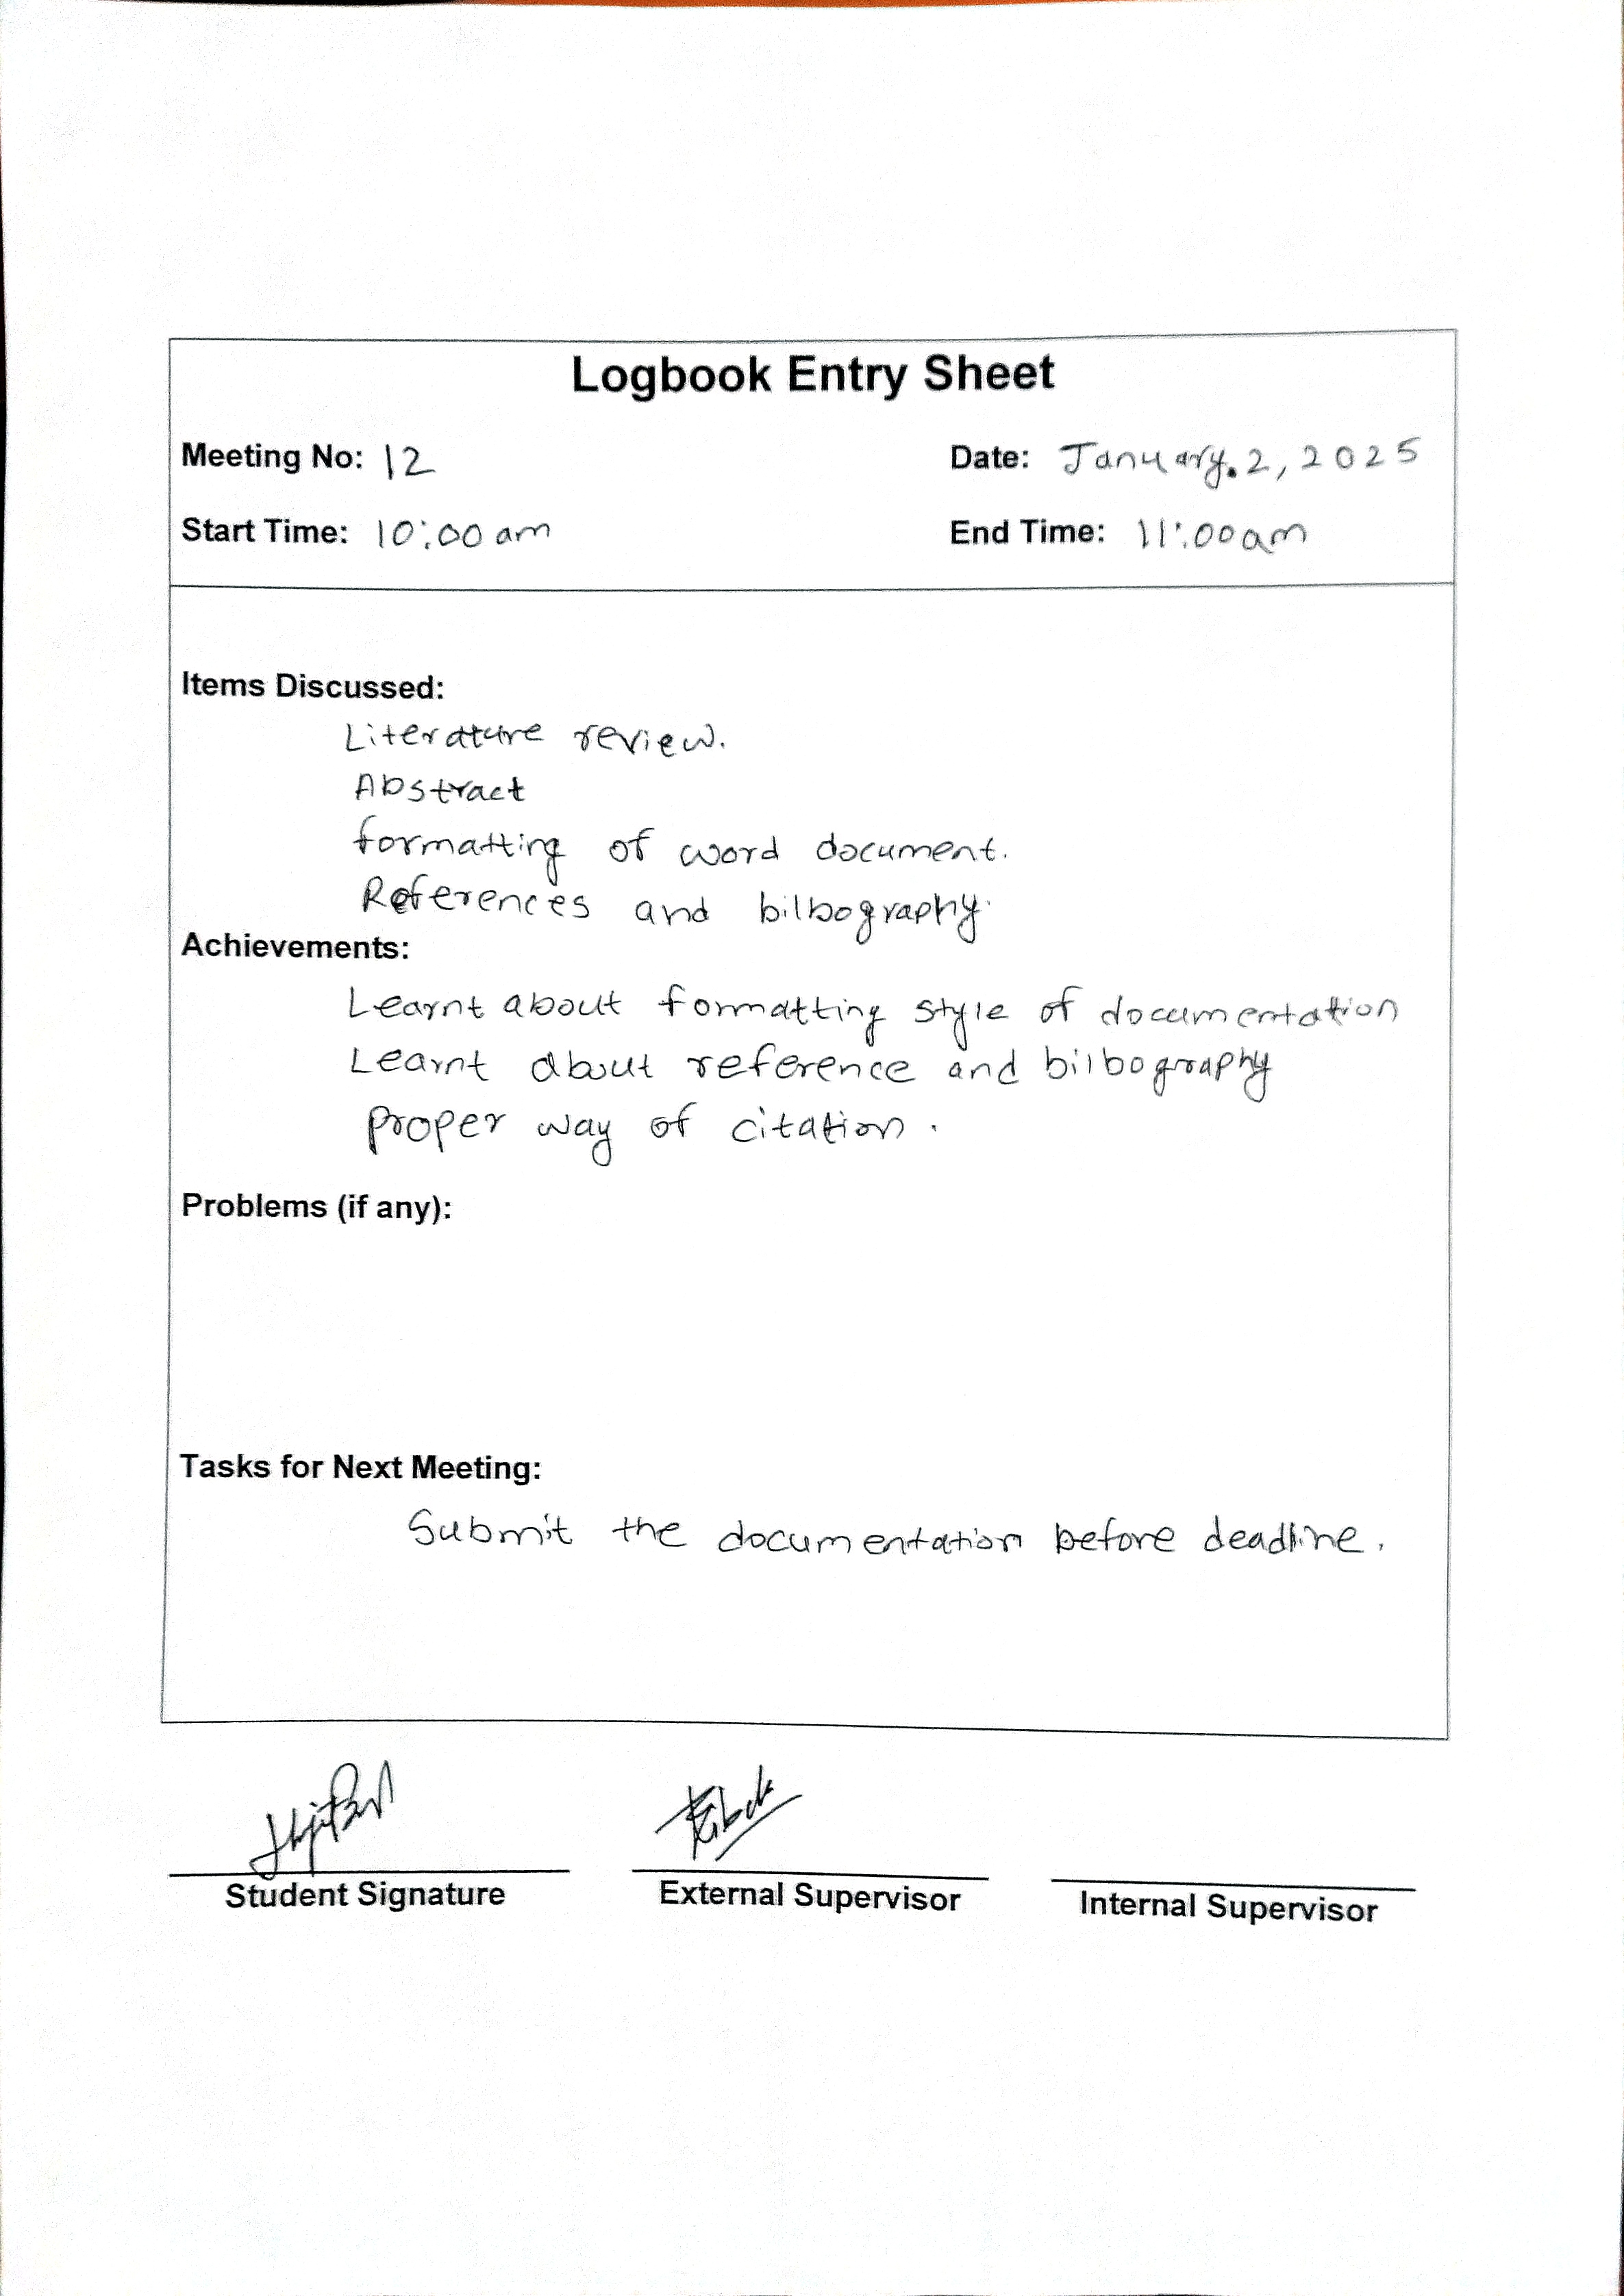 Logbook Entry Sheet
Meeting No: 12 Date: January. 2, 2025
Start Time: 10:00 am End Time: 11:00 am
Items Discussed:
Literature review.
Abstract
formatting of word document.
References and bilbography.
Achievements:
Learnt about formatting style of documentation
Learnt about reference and bilbography
proper way of citation.
Problems (if any):
Tasks for Next Meeting:
Submit the documentation before deadline.
Student Signature External Supervisor Internal Supervisor